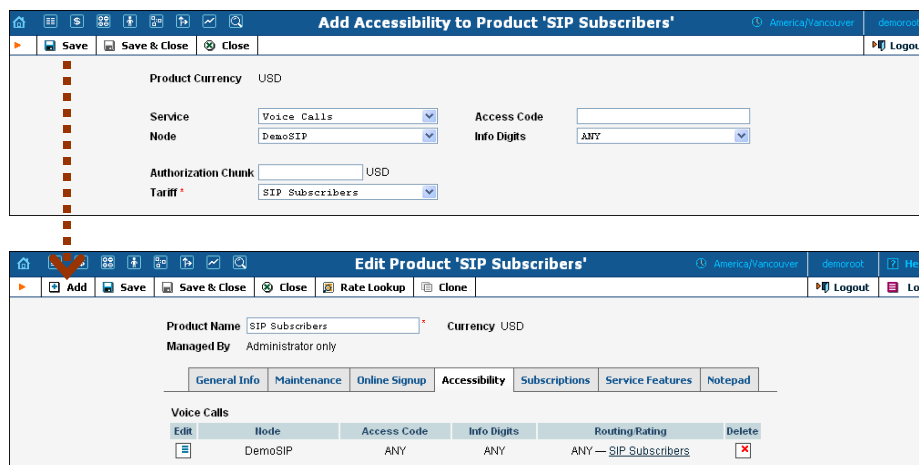 Add Accessibility to Product 'SIP Subscribers' America/Vancouver demoroot
Save Save & Close Close Logout
Product Currency USD
Service Voice Calls Access Code
Node DemoSIP Info Digits ANY
Authorization Chunk USD
Tariff * SIP Subscribers
Edit Product 'SIP Subscribers' America/Vancouver demoroot ? He
Add Save Save & Close Close Rate Lookup Clone Logout Lo
Product Name SIP Subscribers * Currency USD
Managed By Administrator only
General Info Maintenance Online Signup Accessibility Subscriptions Service Features Notepad
Voice Calls
Edit Node Access Code Info Digits Routing/Rating Delete
DemoSIP ANY ANY ANY — SIP Subscribers